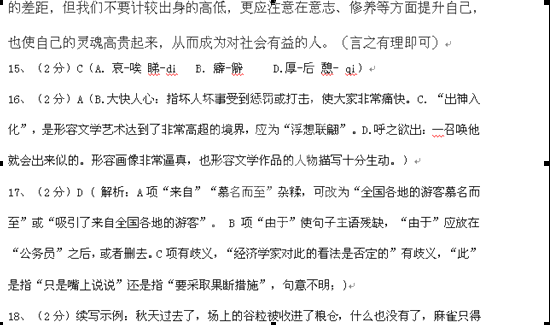 的差距，但我们不要计较出身的高低，更应注意在意志、修养等方面提升自己，
也使自己的灵魂高贵起来，从而成为对社会有益的人。（言之有理即可）
15、（2分）C（A. 哀-唉 睇-di B. 癖-僻 D.厚-后 憩- qi）
16、（2分）A（B.大快人心：指坏人坏事受到惩罚或打击，使大家非常痛快。C. “出神入
化”，是形容文学艺术达到了非常高超的境界，应为“浮想联翩”。D.呼之欲出：一召唤他
就会出来似的。形容画像非常逼真，也形容文学作品的人物描写十分生动。）
17、（2分）D（ 解析：A 项“来自”“慕名而至”杂糅，可改为“全国各地的游客慕名而
至”或“吸引了来自全国各地的游客”。 B 项“由于”使句子主语残缺，“由于”应放在
“公务员”之后，或者删去。C 项有歧义，“经济学家对此的看法是否定的”有歧义，“此”
是指“只是嘴上说说”还是指“要采取果断措施”，句意不明；)
18、（2分）续写示例：秋天过去了，场上的谷粒被收进了粮仓，什么也没有了，麻雀只得